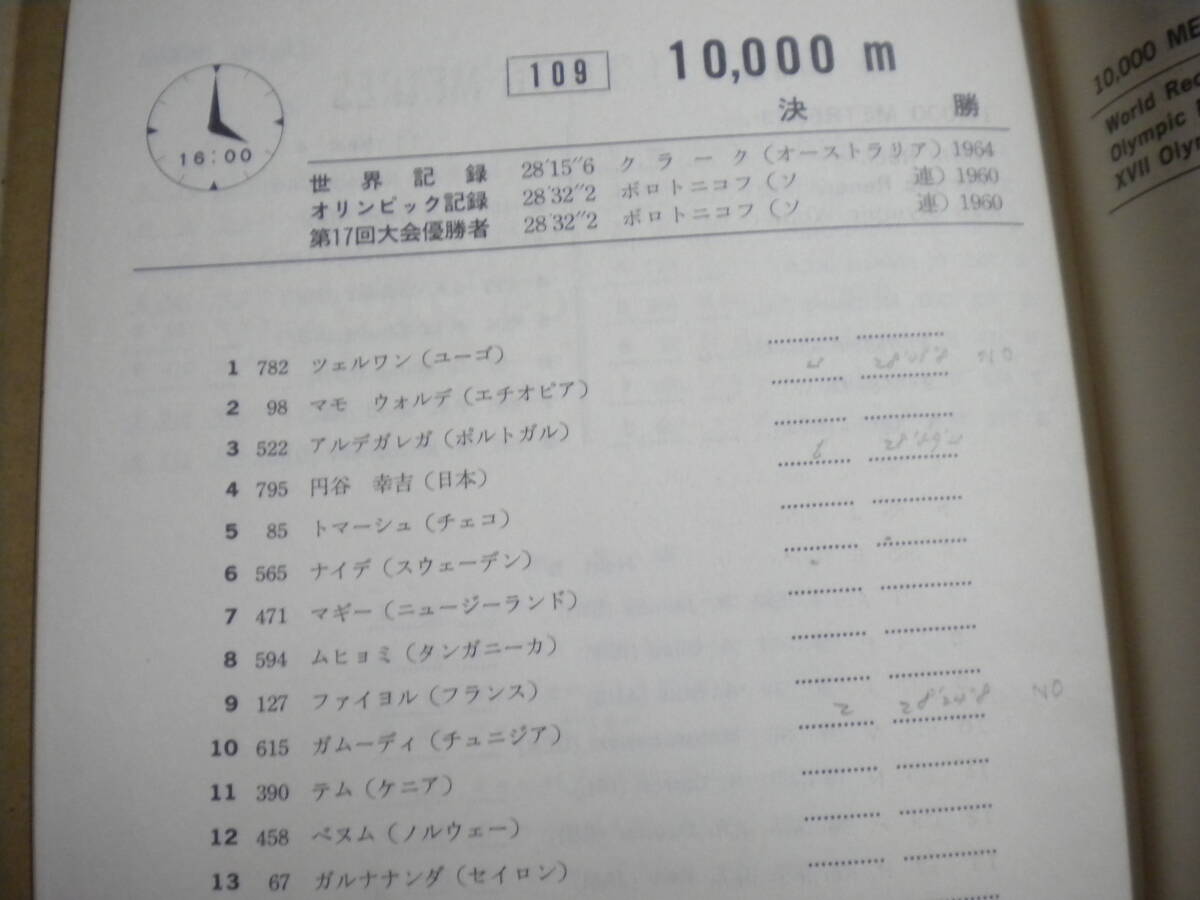 109 10,000 m
16:00
決 勝
世界記録 28'15"6 クラーク(オーストラリア)1964
オリンピック記録 28'32"2 ボロトニコフ(ソ 連)1960
第17回大会優勝者 28'32"2 ボロトニコフ(ソ 連)1960
1 782 ツェルワン(ユーゴ)
2 98 マモ ウォルデ(エチオピア)
3 522 アルデガレガ(ポルトガル)
4 795 円谷 幸吉(日本)
5 85 トマーシュ(チェコ)
6 565 ナイデ(スウェーデン)
7 471 マギー(ニュージーランド)
8 594 ムヒョミ(タンガニーカ)
9 127 ファイヨル(フランス)
10 615 ガムーディ(チュニジア) 2 28,24,8
11 390 テム(ケニア)
12 458 ベヌム(ノルウェー)
13 67 ガルナナンダ(セイロン)
10,000 ME
World Rec
Olympic
XVII Olym